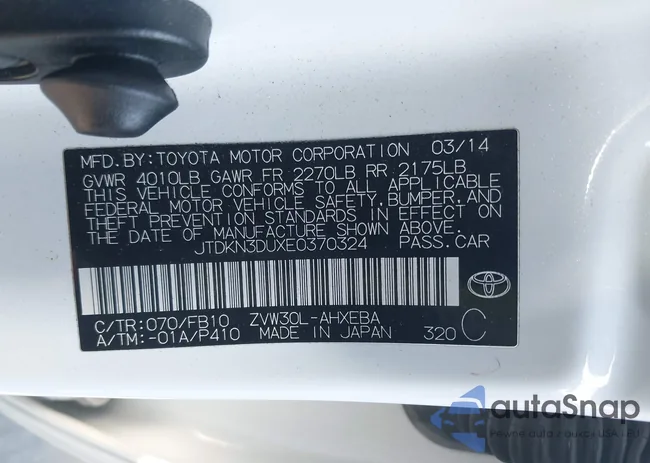 MFD. BY: TOYOTA MOTOR CORPORATION 03/14
GVWR 4010LB GAWR FR 2270LB RR 2175LB
THIS VEHICLE CONFORMS TO ALL APPLICABLE
FEDERAL MOTOR VEHICLE SAFETY, BUMPER, AND
THEFT PREVENTION STANDARDS IN EFFECT ON
THE DATE OF MANUFACTURE SHOWN ABOVE.
JTDKN3DUXE0370324 PASS. CAR
C/TR: 070/FB10 ZVW30L-AHXEBA
A/TM: -01A/P410 MADE IN JAPAN 320 C
autoSnap